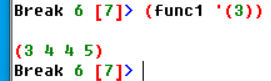 Break 6 [7]> (func1 '(3))
(3 4 4 5)
Break 6 [7]>